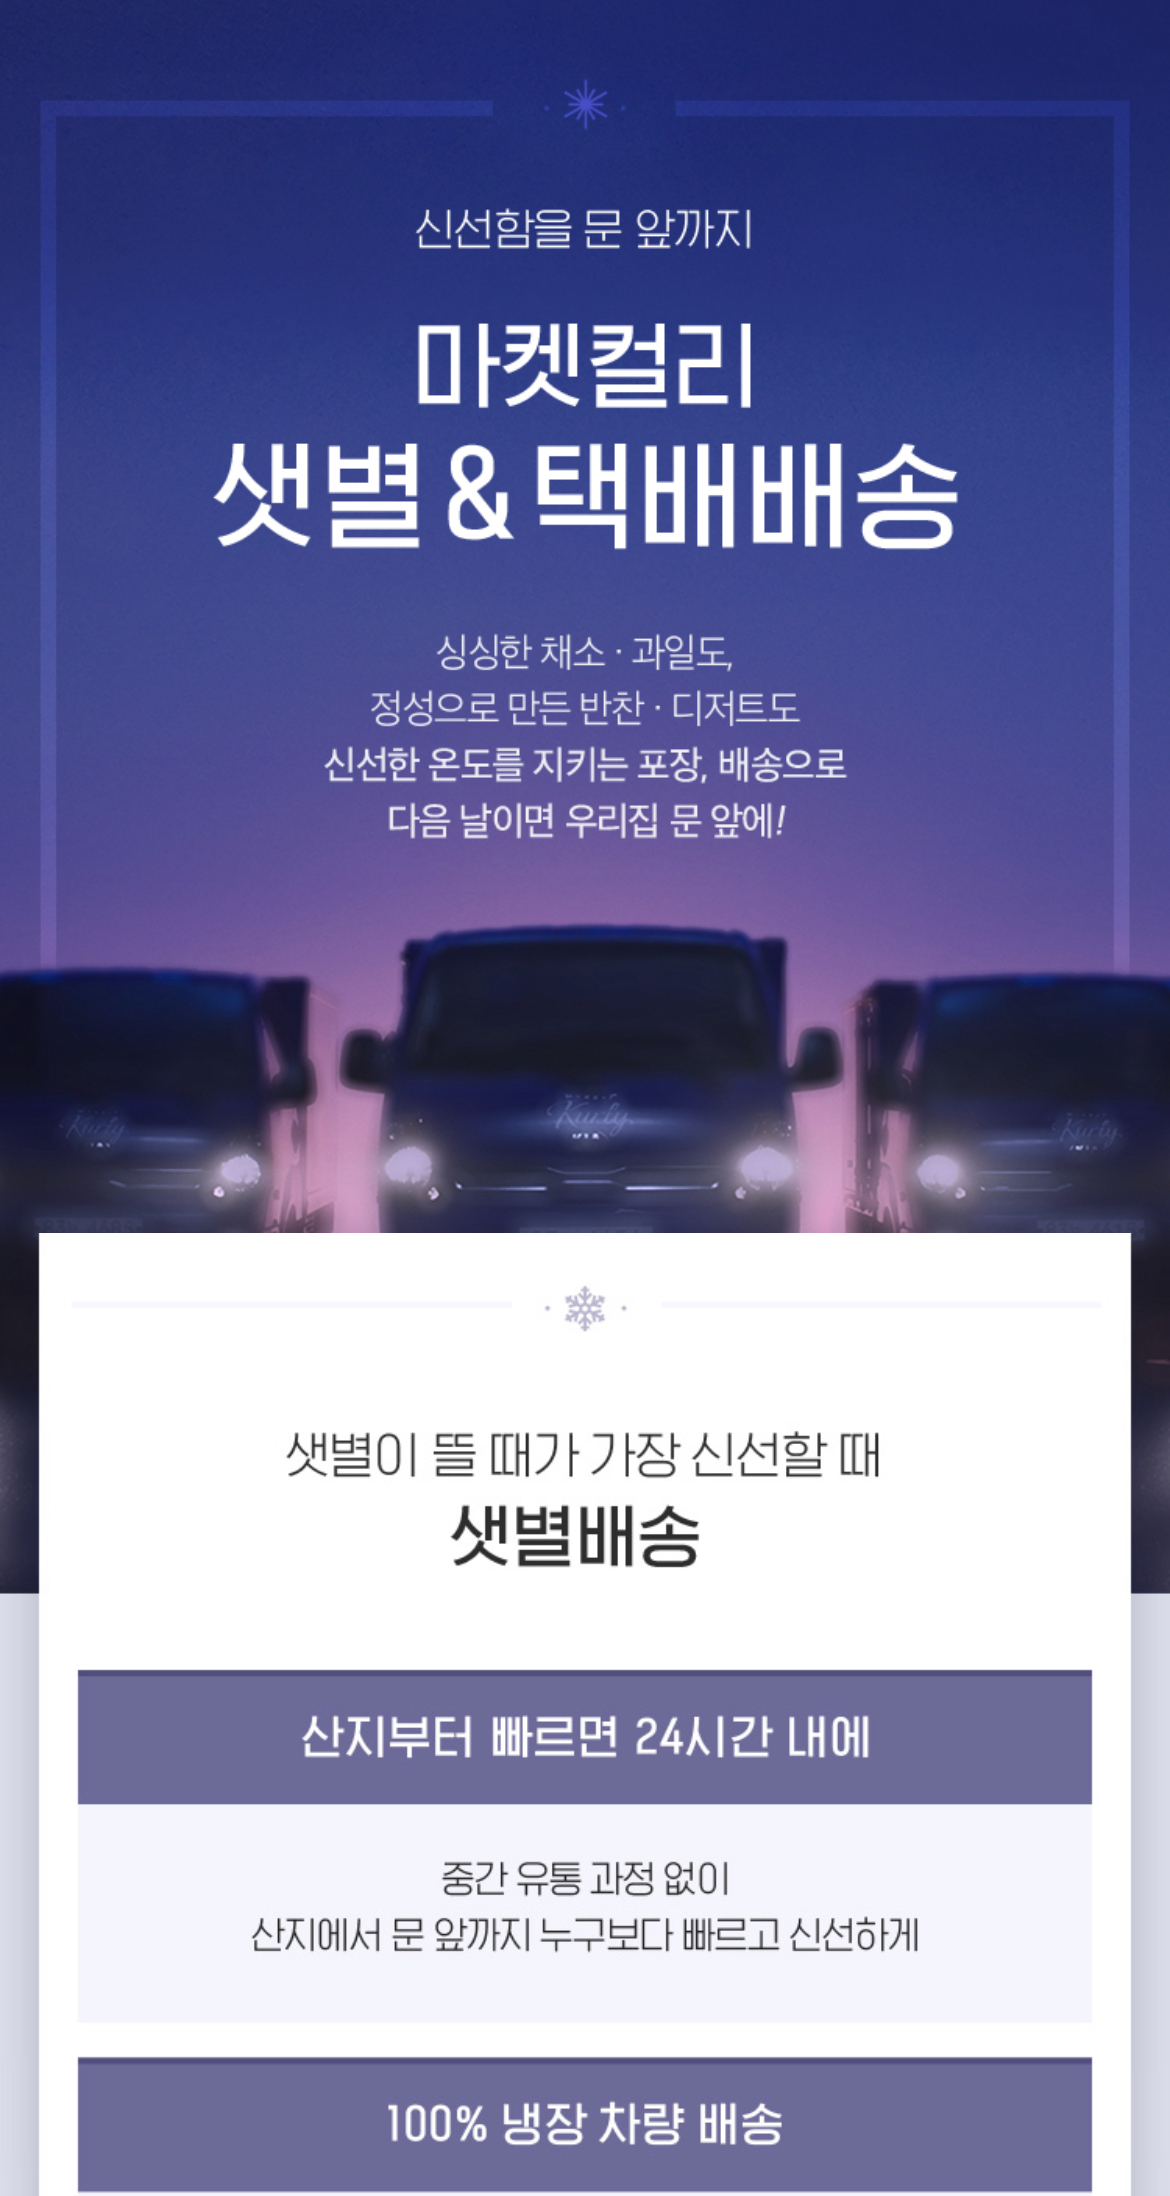 신선함을 문 앞까지
마켓컬리
샛별 & 택배배송
싱싱한 채소 · 과일도,
정성으로 만든 반찬 · 디저트도
신선한 온도를 지키는 포장, 배송으로
다음 날이면 우리집 문 앞에!
Kurly
Kurly
Kurly
샛별이 뜰 때가 가장 신선할 때
샛별배송
산지부터 빠르면 24시간 내에
중간 유통 과정 없이
산지에서 문 앞까지 누구보다 빠르고 신선하게
100% 냉장 차량 배송